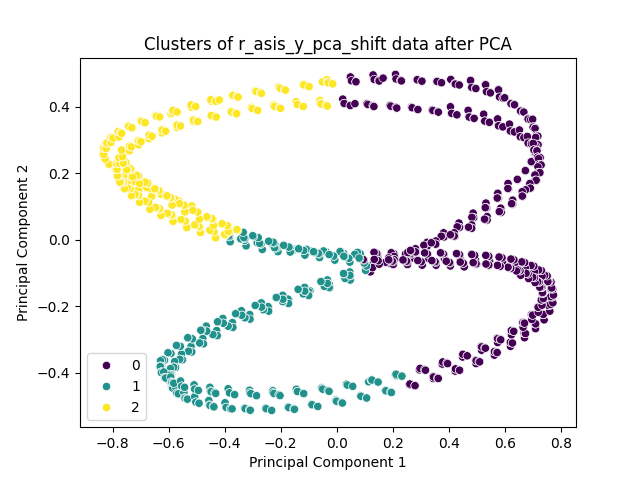 Clusters of r_asis_y_pca_shift data after PCA
Principal Component 2
0.4
0.2
0.0
−0.2
−0.4
0
1
2
−0.8 −0.6 −0.4 −0.2 0.0 0.2 0.4 0.6 0.8
Principal Component 1